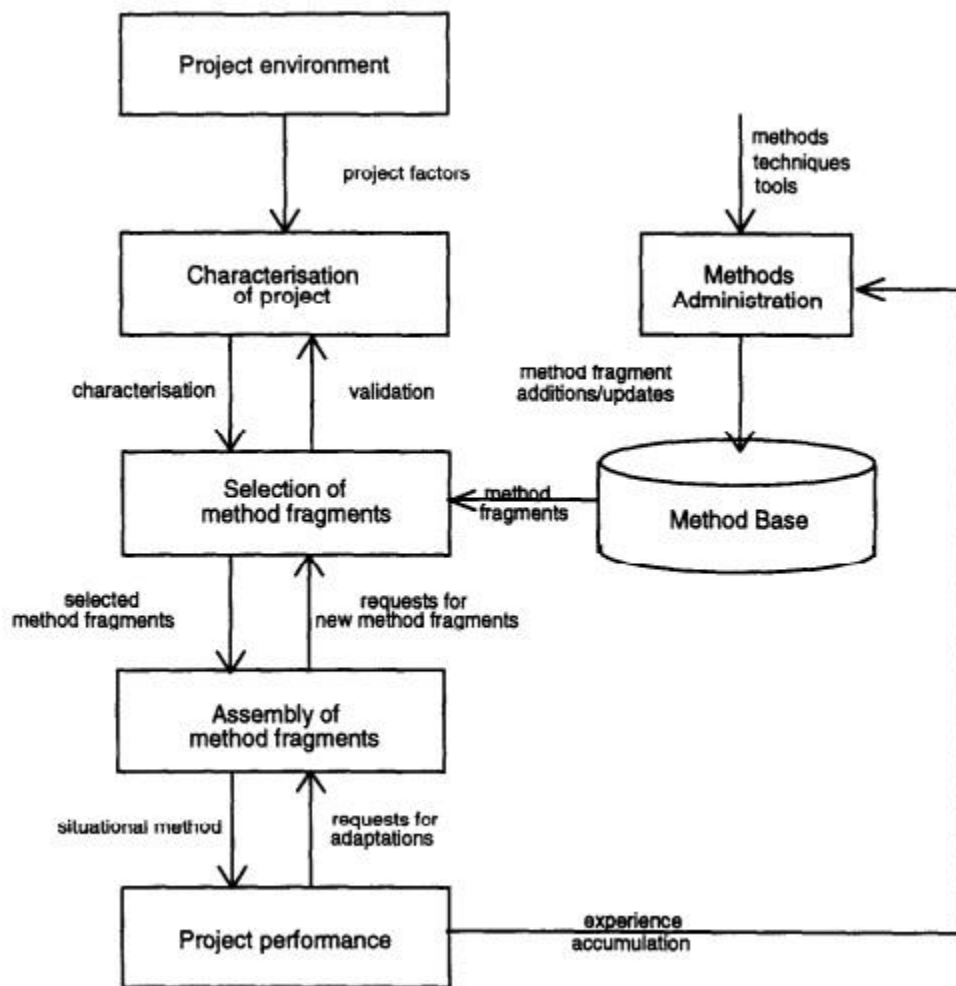 Project environment
project factors
methods
techniques
tools
Characterisation
of project
Methods
Administration
characterisation
validation
method fragment
additions/updates
Selection of
method fragments
method
fragments
Method Base
selected
method fragments
requests for
new method fragments
Assembly of
method fragments
situational method
requests for
adaptations
Project performance
experience
accumulation